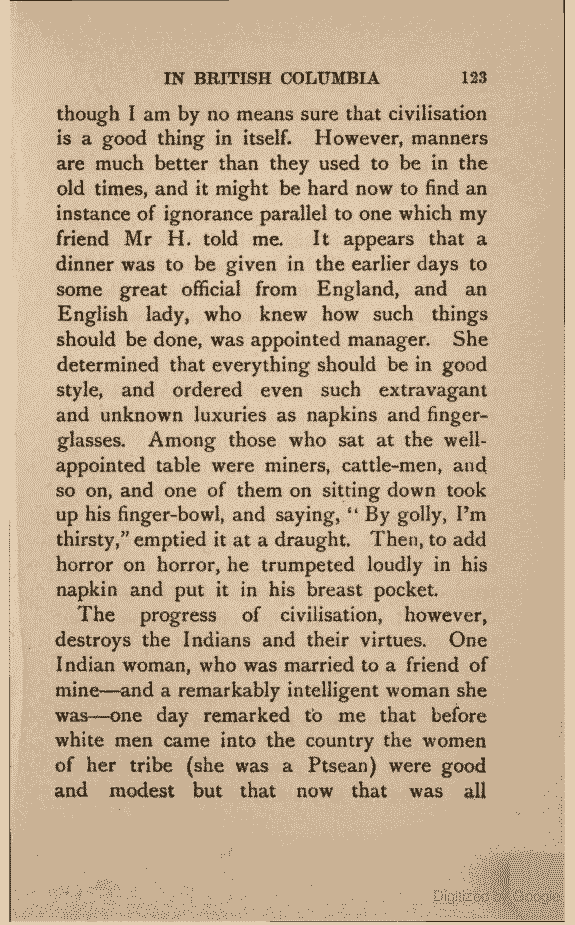 IN BRITISH COLUMBIA 123
though I am by no means sure that civilisation
is a good thing in itself. However, manners
are much better than they used to be in the
old times, and it might be hard now to find an
instance of ignorance parallel to one which my
friend Mr H. told me. It appears that a
dinner was to be given in the earlier days to
some great official from England, and an
English lady, who knew how such things
should be done, was appointed manager. She
determined that everything should be in good
style, and ordered even such extravagant
and unknown luxuries as napkins and finger-
glasses. Among those who sat at the well-
appointed table were miners, cattle-men, and
so on, and one of them on sitting down took
up his finger-bowl, and saying, “ By golly, I’m
thirsty,” emptied it at a draught. Then, to add
horror on horror, he trumpeted loudly in his
napkin and put it in his breast pocket.
The progress of civilisation, however,
destroys the Indians and their virtues. One
Indian woman, who was married to a friend of
mine—and a remarkably intelligent woman she
was—one day remarked to me that before
white men came into the country the women
of her tribe (she was a Ptsean) were good
and modest but that now that was all
Digitized by Google